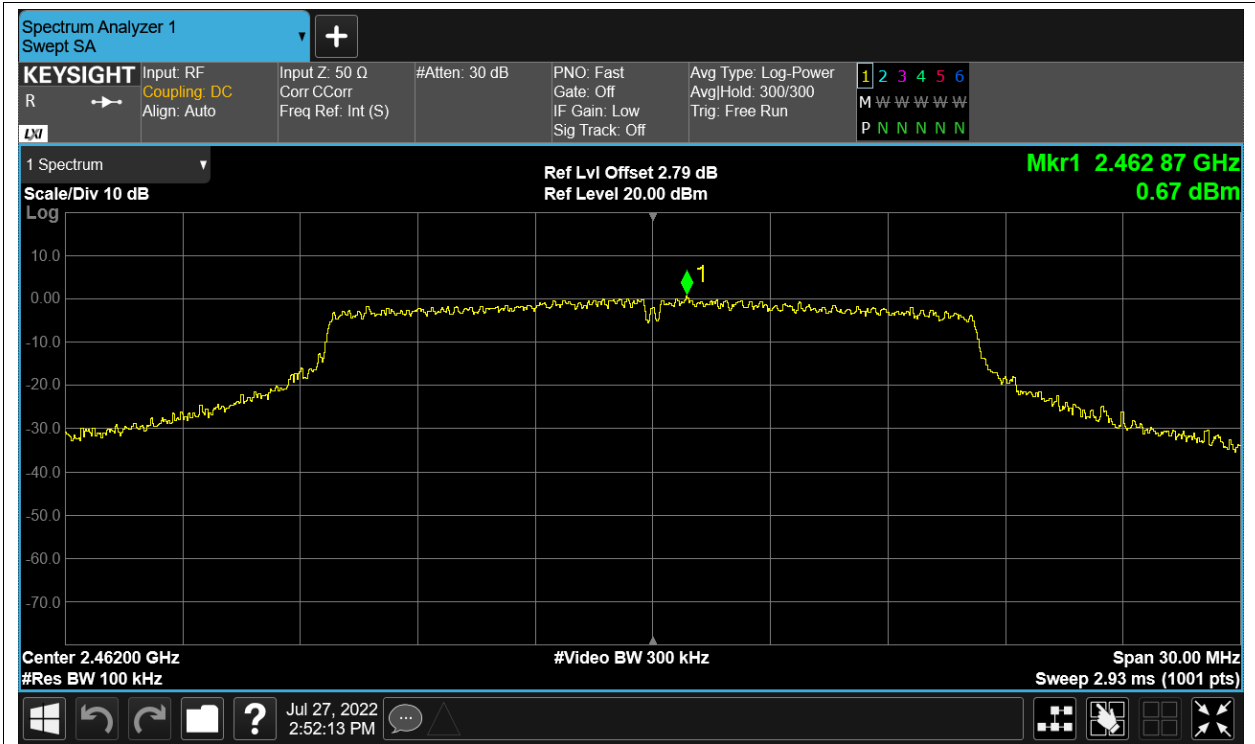 Spectrum Analyzer 1
Swept SA
KEYSIGHT
R
LXI
Input: RF
Coupling: DC
Align: Auto
Input Z: 50 Ω
Corr CCorr
Freq Ref: Int (S)
#Atten: 30 dB
PNO: Fast
Gate: Off
IF Gain: Low
Sig Track: Off
Avg Type: Log-Power
Avg|Hold: 300/300
Trig: Free Run
1 2 3 4 5 6
M W W W W W
P N N N N N
1 Spectrum
Scale/Div 10 dB
Log
Ref Lvl Offset 2.79 dB
Ref Level 20.00 dBm
Mkr1 2.462 87 GHz
0.67 dBm
10.0
0.00
-10.0
-20.0
-30.0
-40.0
-50.0
-60.0
-70.0
1
Center 2.46200 GHz
#Res BW 100 kHz
#Video BW 300 kHz
Span 30.00 MHz
Sweep 2.93 ms (1001 pts)
?
Jul 27, 2022
2:52:13 PM